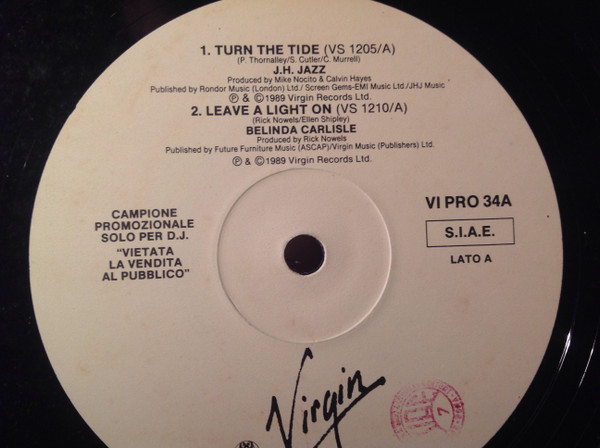 1. TURN THE TIDE (VS 1205/A)
(P. Thornalley/S. Cutler/C. Murrell)
J.H. JAZZ
Produced by Mike Nocito & Calvin Hayes
Published by Rondor Music (London) Ltd./ Screen Gems-EMI Music Ltd./JHJ Music
Ⓟ & ©1989 Virgin Records Ltd.
2. LEAVE A LIGHT ON (VS 1210/A)
(Rick Nowels/Ellen Shipley)
BELINDA CARLISLE
Produced by Rick Nowels
Published by Future Furniture Music (ASCAP)/Virgin Music (Publishers) Ltd.
Ⓟ & ©1989 Virgin Records Ltd.
CAMPIONE
PROMOZIONALE
SOLO PER D.J.
"VIETATA
LA VENDITA
AL PUBBLICO"
VI PRO 34A
S.I.A.E.
LATO A
Virgin
7